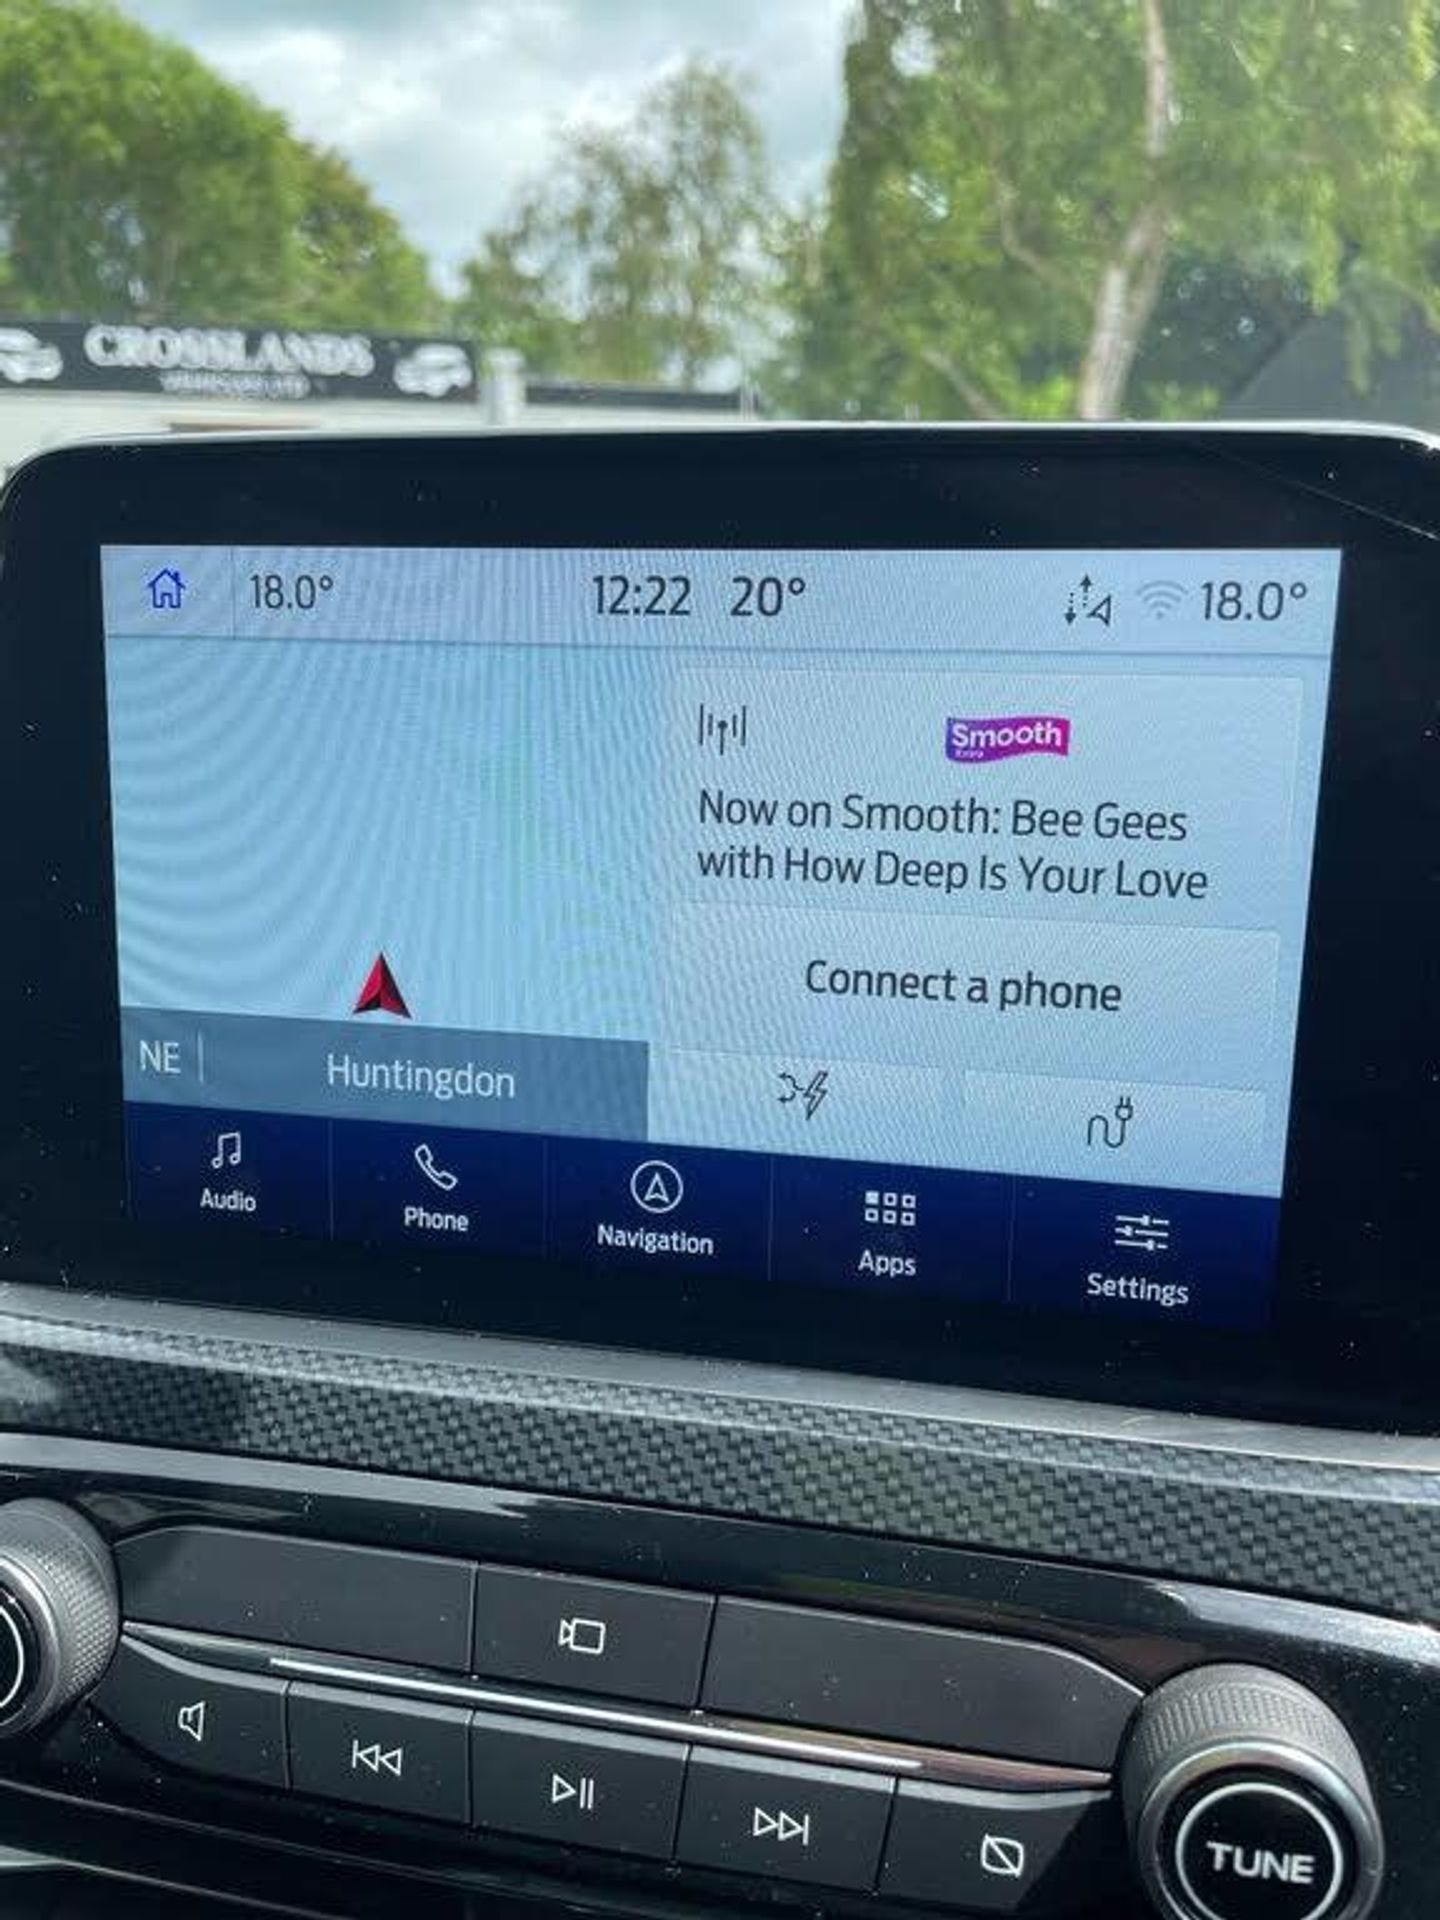 CROSSLANDS
18.0°
12:22
20°
18.0°
Smooth
Now on Smooth: Bee Gees
with How Deep Is Your Love
Connect a phone
NE
Huntingdon
Audio
Phone
Navigation
Apps
Settings
TUNE